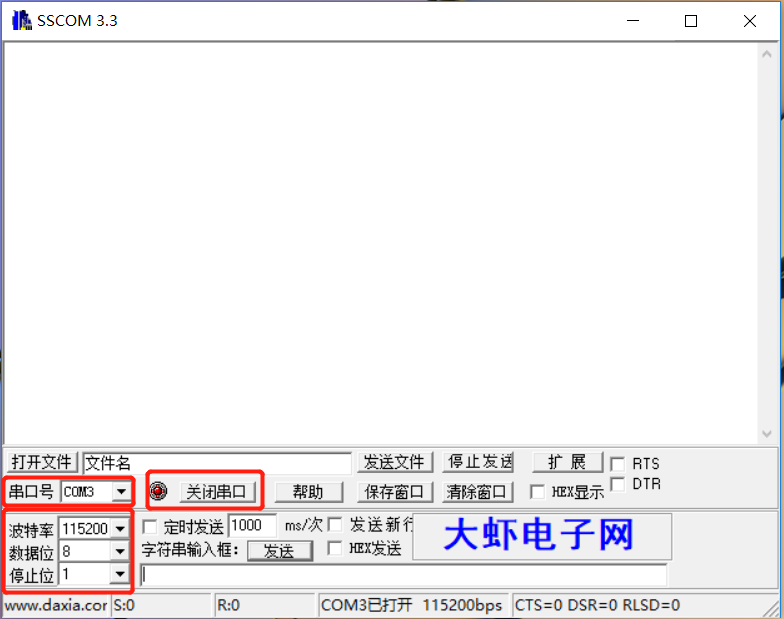 SSCOM 3.3
打开文件 文件名 发送文件 停止发送 扩 展 RTS
DTR
串口号 COM3 关闭串口 帮助 保存窗口 清除窗口 HEX显示
波特率 115200 定时发送 1000 ms/次 发送新行
大虾电子网
数据位 8 字符串输入框: 发送 HEX发送
停止位 1
www.daxia.cor S:0 R:0 COM3已打开 115200bps CTS=0 DSR=0 RLSD=0